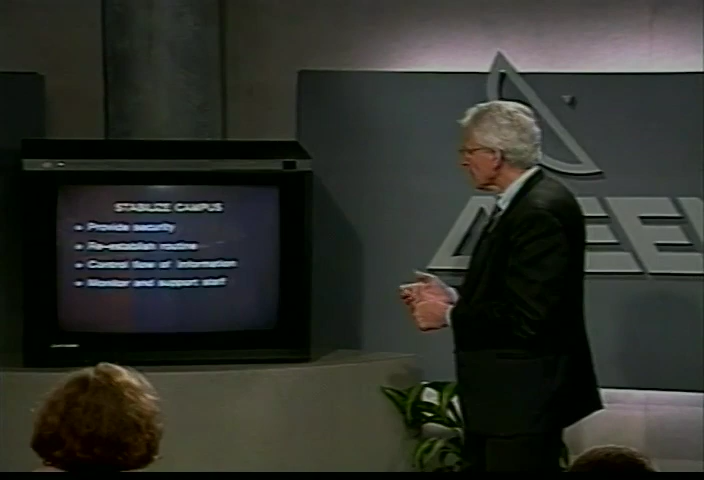 STABILIZE CAMPUS
Provide security
Re-establish routine
Control flow of information
Monitor and support staff